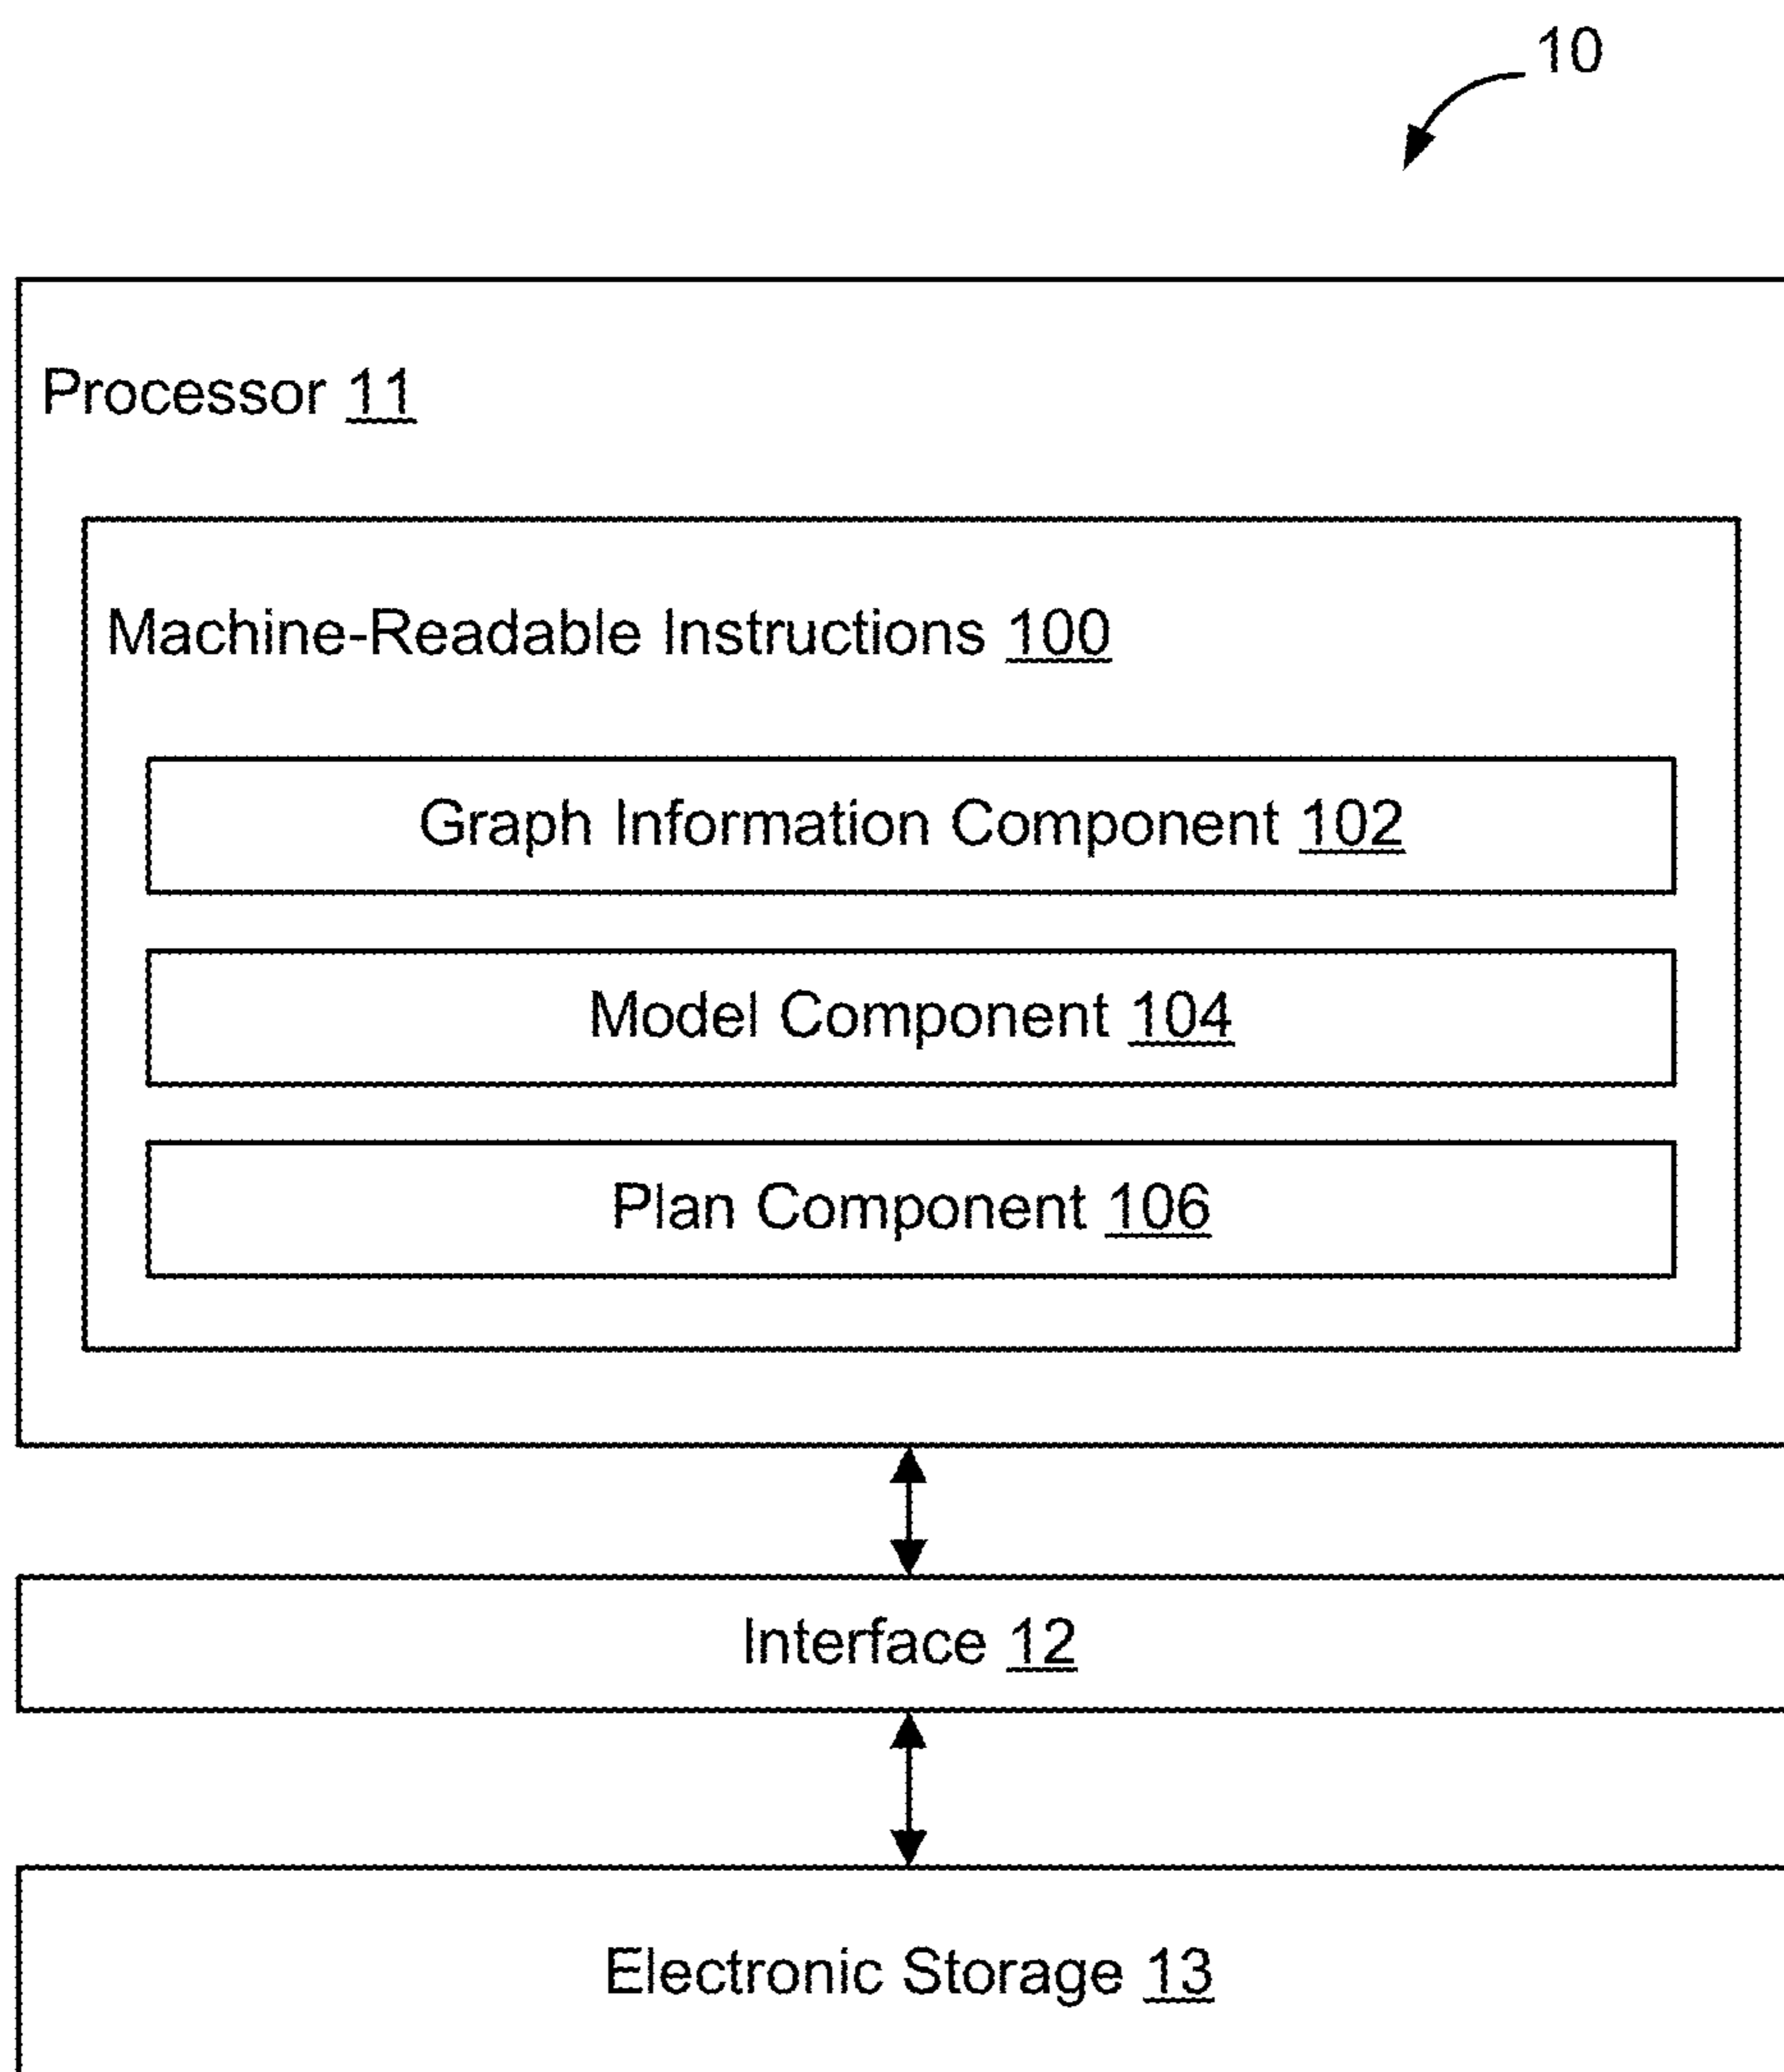 10
Processor 11
Machine-Readable Instructions 100
Graph Information Component 102
Model Component 104
Plan Component 106
Interface 12
Electronic Storage 13